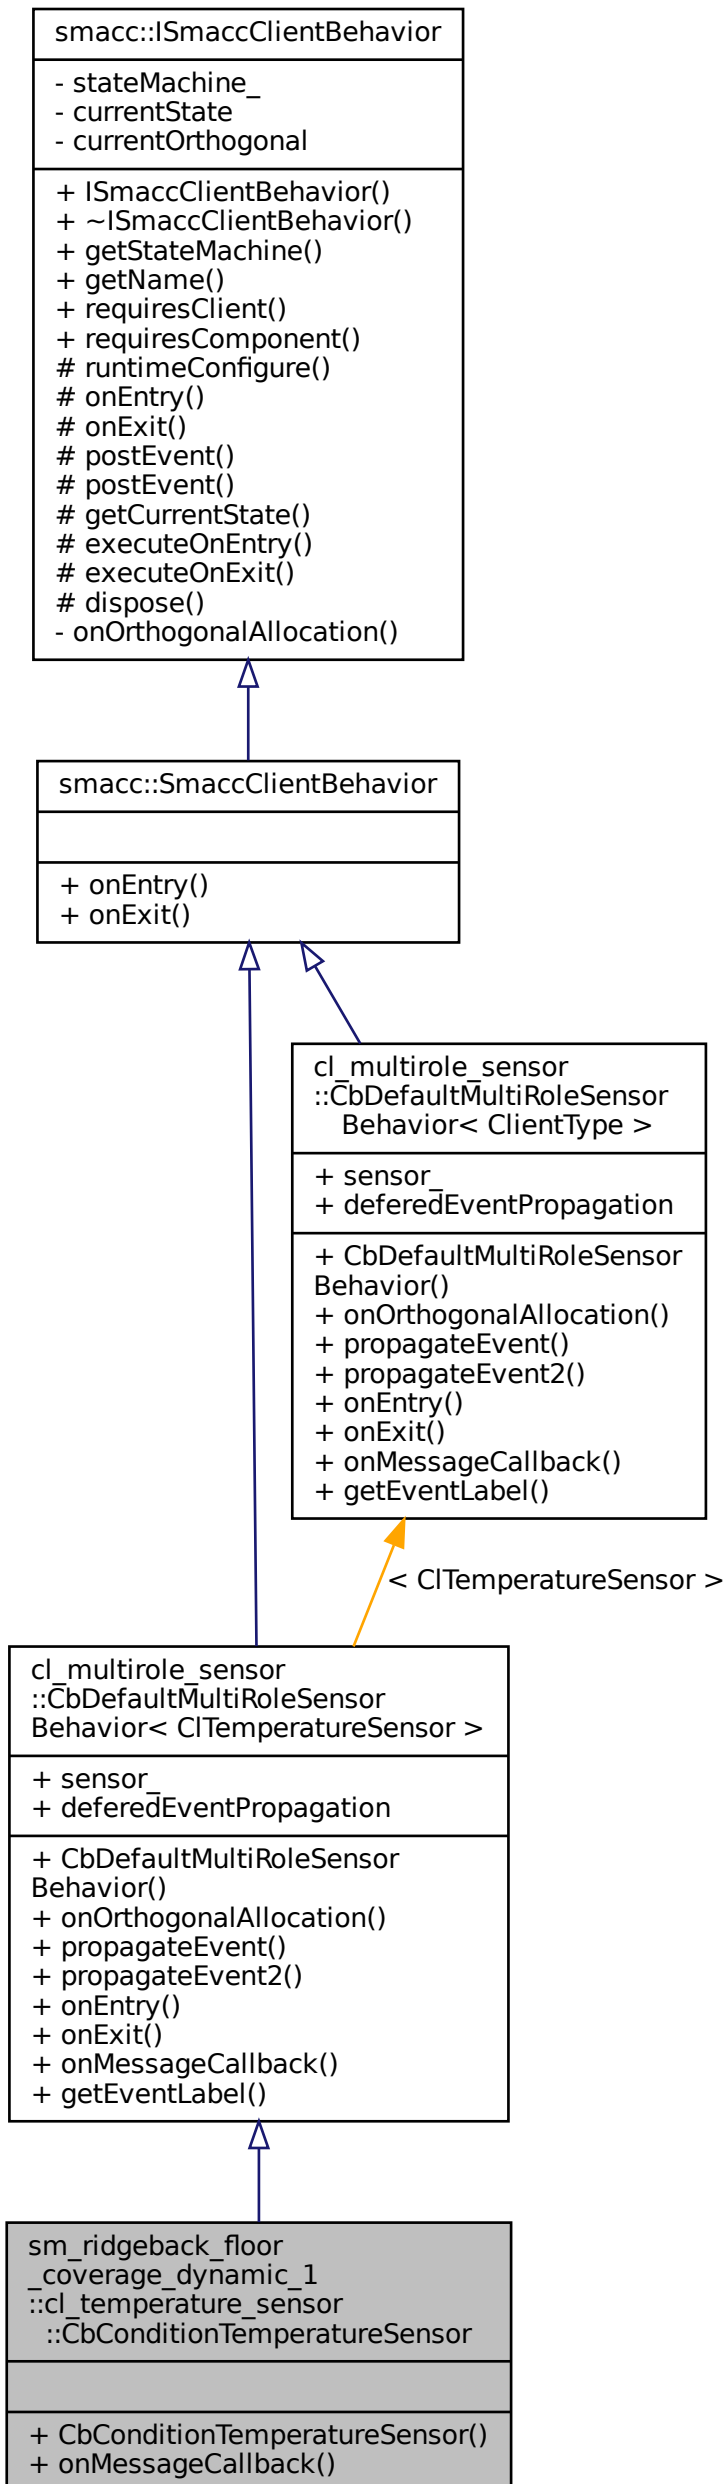 smacc::ISmaccClientBehavior
- stateMachine_
- currentState
- currentOrthogonal
+ ISmaccClientBehavior()
+ ~ISmaccClientBehavior()
+ getStateMachine()
+ getName()
+ requiresClient()
+ requiresComponent()
# runtimeConfigure()
# onEntry()
# onExit()
# postEvent()
# postEvent()
# getCurrentState()
# executeOnEntry()
# executeOnExit()
# dispose()
- onOrthogonalAllocation()
smacc::SmaccClientBehavior
+ onEntry()
+ onExit()
cl_multirole_sensor
::CbDefaultMultiRoleSensor
Behavior< ClientType >
+ sensor_
+ deferedEventPropagation
+ CbDefaultMultiRoleSensor
Behavior()
+ onOrthogonalAllocation()
+ propagateEvent()
+ propagateEvent2()
+ onEntry()
+ onExit()
+ onMessageCallback()
+ getEventLabel()
< ClTemperatureSensor >
cl_multirole_sensor
::CbDefaultMultiRoleSensor
Behavior< ClTemperatureSensor >
+ sensor_
+ deferedEventPropagation
+ CbDefaultMultiRoleSensor
Behavior()
+ onOrthogonalAllocation()
+ propagateEvent()
+ propagateEvent2()
+ onEntry()
+ onExit()
+ onMessageCallback()
+ getEventLabel()
sm_ridgeback_floor
_coverage_dynamic_1
::cl_temperature_sensor
::CbConditionTemperatureSensor
+ CbConditionTemperatureSensor()
+ onMessageCallback()